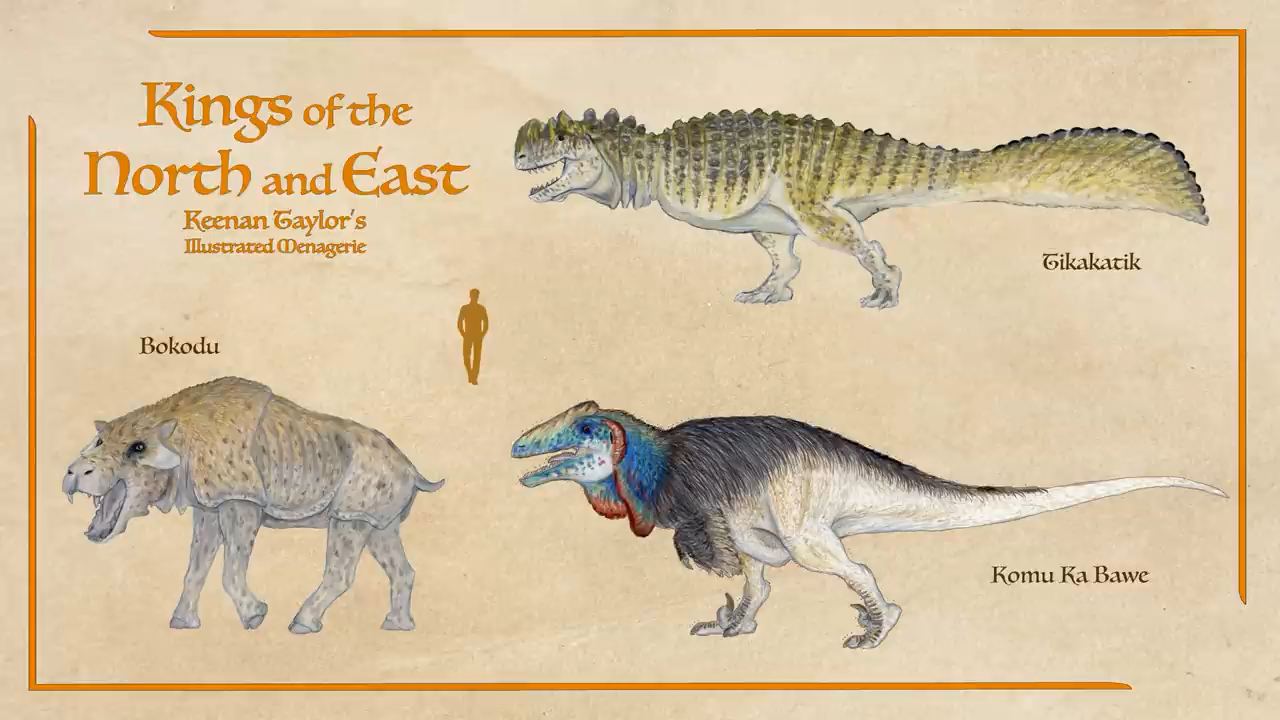 Kings of the
North and East
Keenan Taylor's
Illustrated Menagerie
Tikakatik
Bokodu
Komu Ka Bawe